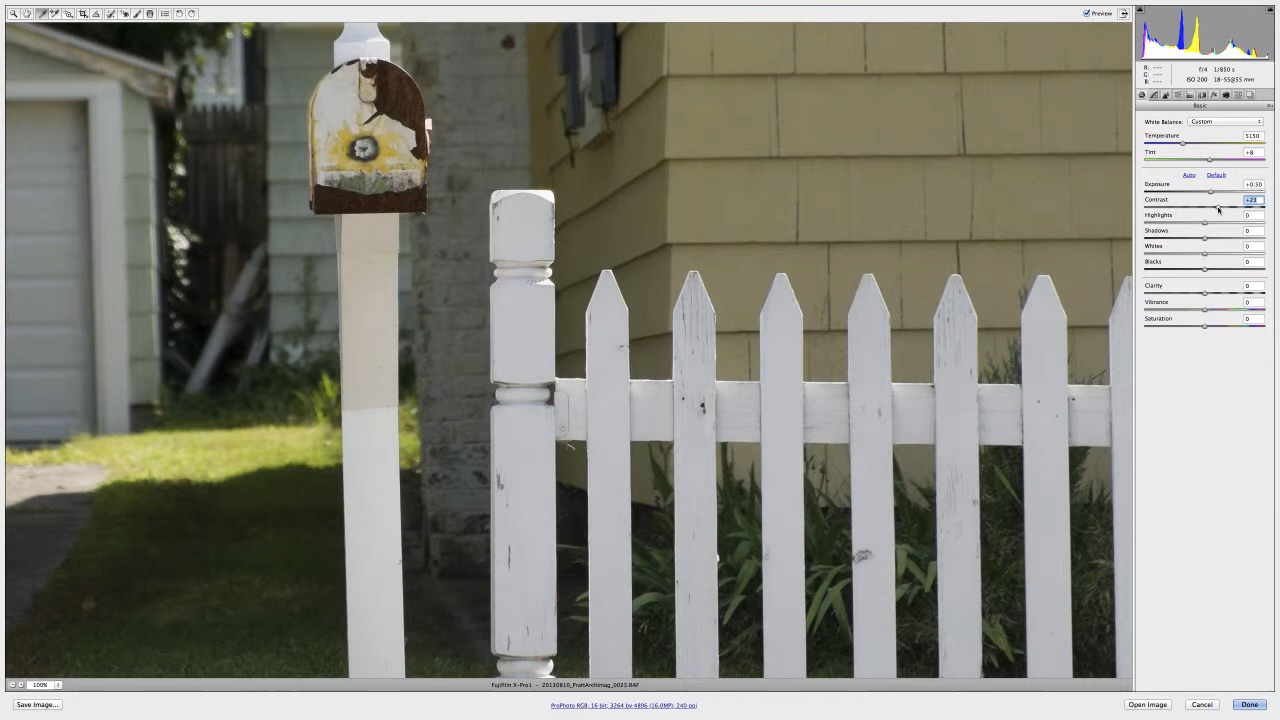 Preview
R: ---
G: ---
B: ---
f/4 1/850 s
ISO 200 18-55@55 mm
Basic
White Balance: Custom
Temperature 5150
Tint +8
Auto Default
Exposure +0.50
Contrast +23
Highlights 0
Shadows 0
Whites 0
Blacks 0
Clarity 0
Vibrance 0
Saturation 0
100%
Fujifilm X-Pro1 - 20130810_PrattArchImag_0023.RAF
Save Image...
ProPhoto RGB; 16 bit; 3264 by 4896 (16.0MP); 240 ppi
Open Image
Cancel
Done